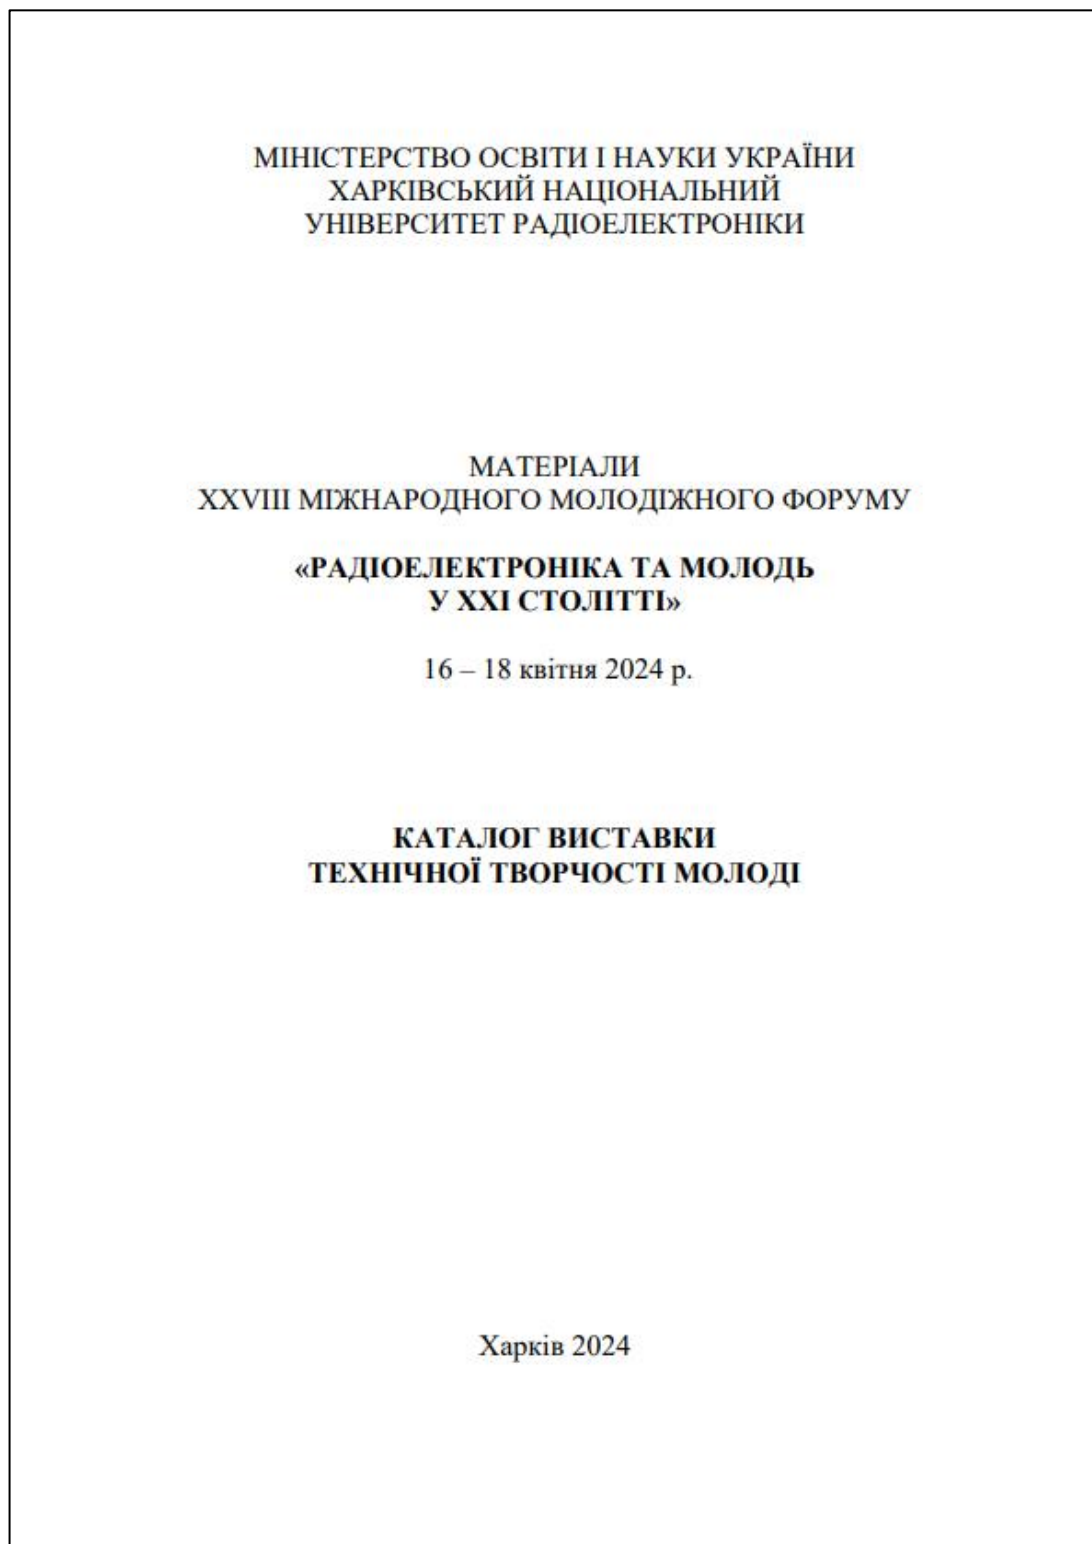 МІНІСТЕРСТВО ОСВІТИ І НАУКИ УКРАЇНИ
ХАРКІВСЬКИЙ НАЦІОНАЛЬНИЙ
УНІВЕРСИТЕТ РАДІОЕЛЕКТРОНІКИ
МАТЕРІАЛИ
XXVIII МІЖНАРОДНОГО МОЛОДІЖНОГО ФОРУМУ
«РАДІОЕЛЕКТРОНІКА ТА МОЛОДЬ
У XXI СТОЛІТТІ»
16 – 18 квітня 2024 р.
КАТАЛОГ ВИСТАВКИ
ТЕХНІЧНОЇ ТВОРЧОСТІ МОЛОДІ
Харків 2024